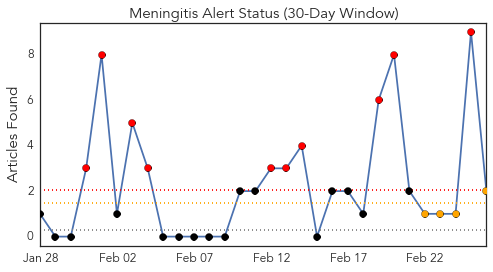 Meningitis Alert Status (30-Day Window)
Articles Found
8
6
4
2
0
Jan 28 Feb 02 Feb 07 Feb 12 Feb 17 Feb 22